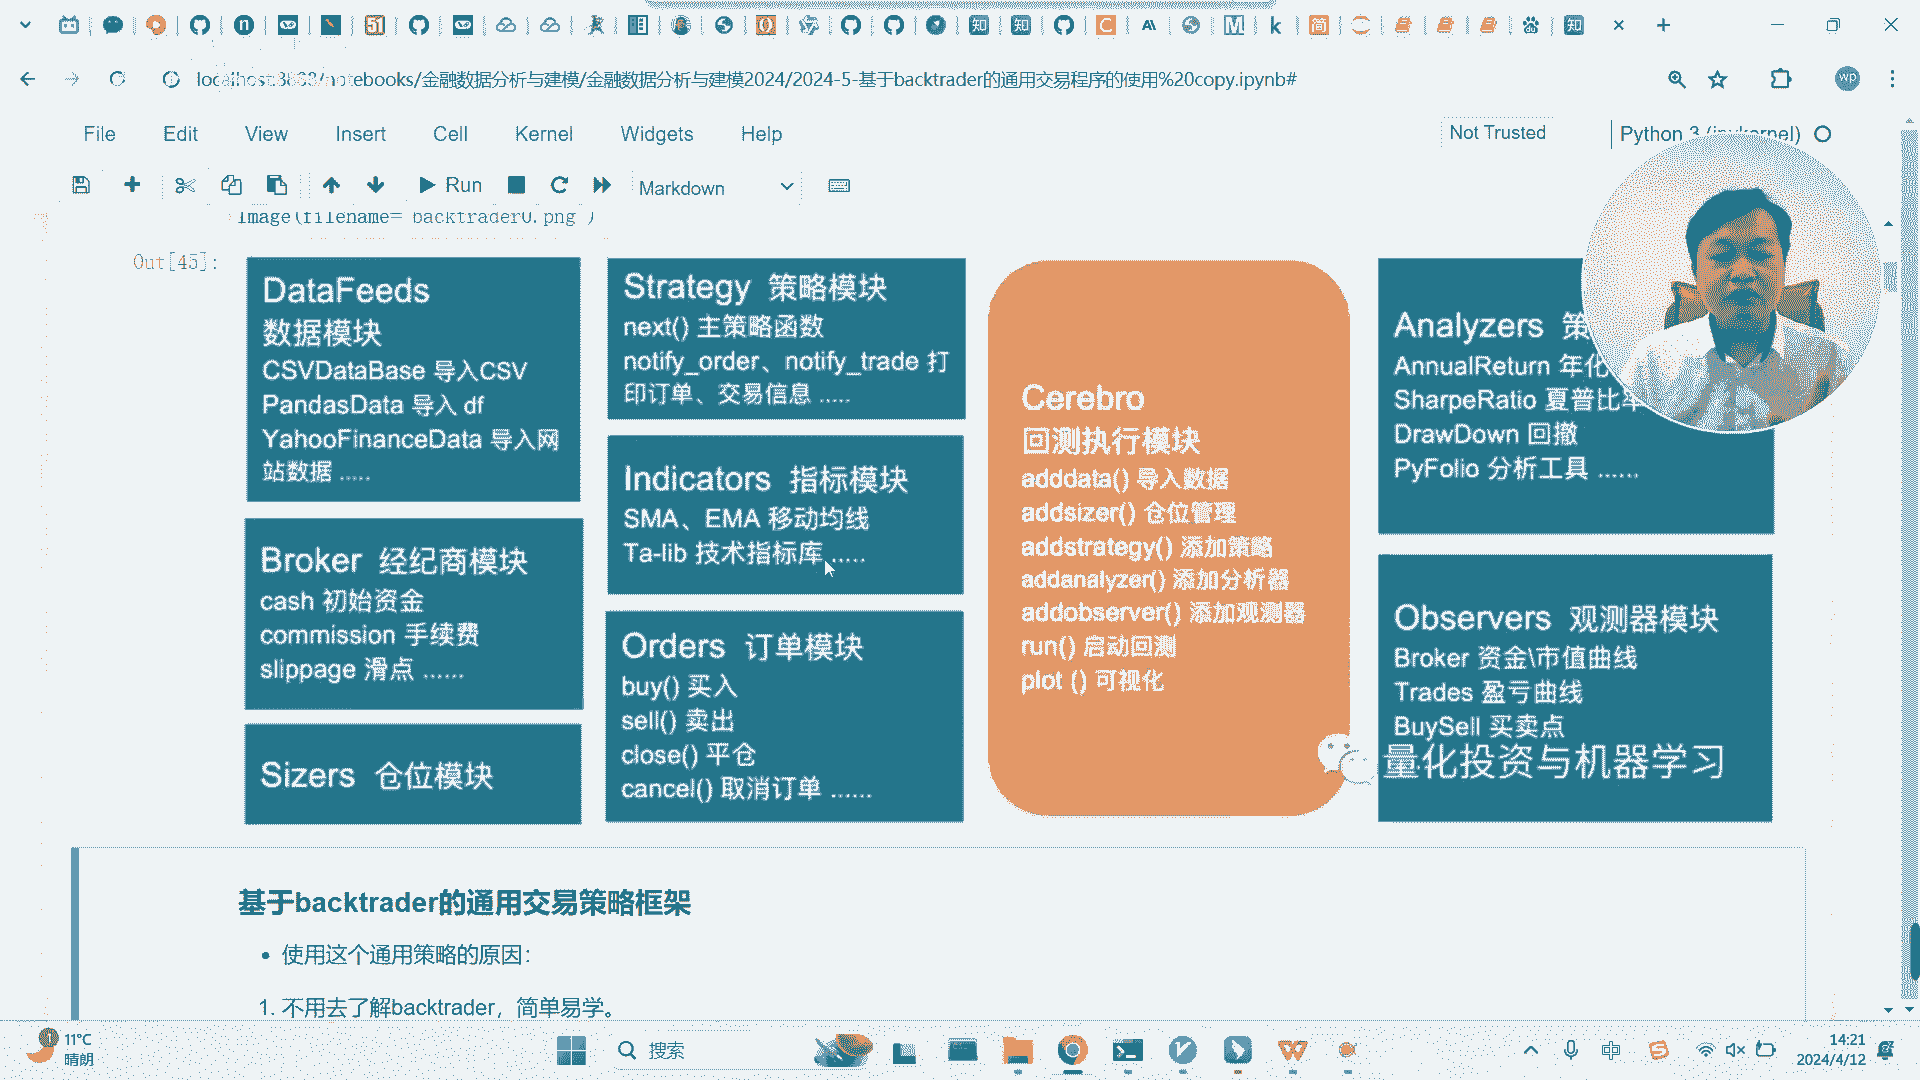 notebooks/金融数据分析与建模/金融数据分析与建模2024/2024-5-基于backtrader的通用交易程序的使用%20copy.ipynb#
wp
File Edit View Insert Cell Kernel Widgets Help
Not Trusted
Python 3
Run
Markdown
Image(filename='backtrader0.png')
Out[45]:
DataFeeds
数据模块
CSVDataBase 导入CSV
PandasData 导入 df
YahooFinanceData 导入网
站数据 .....
Broker 经纪商模块
cash 初始资金
commission 手续费
slippage 滑点 ......
Sizers 仓位模块
Strategy 策略模块
next() 主策略函数
notify_order、notify_trade 打
印订单、交易信息 .....
Indicators 指标模块
SMA、EMA 移动均线
Ta-lib 技术指标库 .....
Orders 订单模块
buy() 买入
sell() 卖出
close() 平仓
cancel() 取消订单 ......
Cerebro
回测执行模块
adddata() 导入数据
addsizer() 仓位管理
addstrategy() 添加策略
addanalyzer() 添加分析器
addobserver() 添加观测器
run() 启动回测
plot () 可视化
Analyzers 策
AnnualReturn 年化
SharpeRatio 夏普比率
DrawDown 回撤
PyFolio 分析工具 ......
Observers 观测器模块
Broker 资金\市值曲线
Trades 盈亏曲线
BuySell 买卖点
量化投资与机器学习
基于backtrader的通用交易策略框架
• 使用这个通用策略的原因：
1. 不用去了解backtrader，简单易学。
11°C
晴朗
搜索
中
14:21
2024/4/12